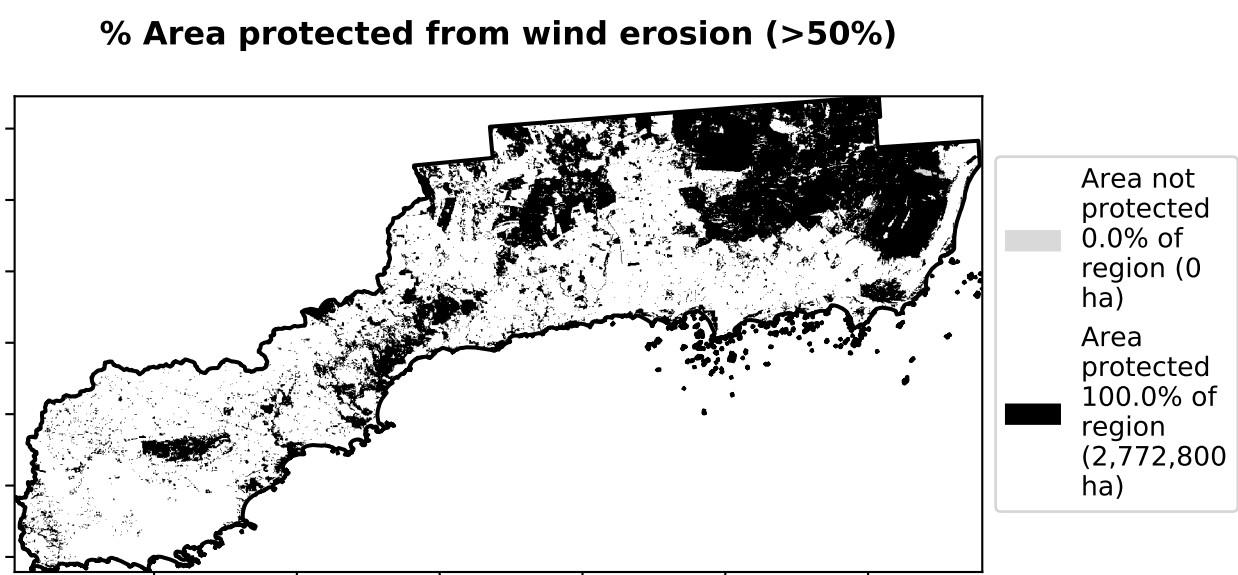 % Area protected from wind erosion (>50%)
Area not
protected
0.0% of
region (0
ha)
Area
protected
100.0% of
region
(2,772,800
ha)